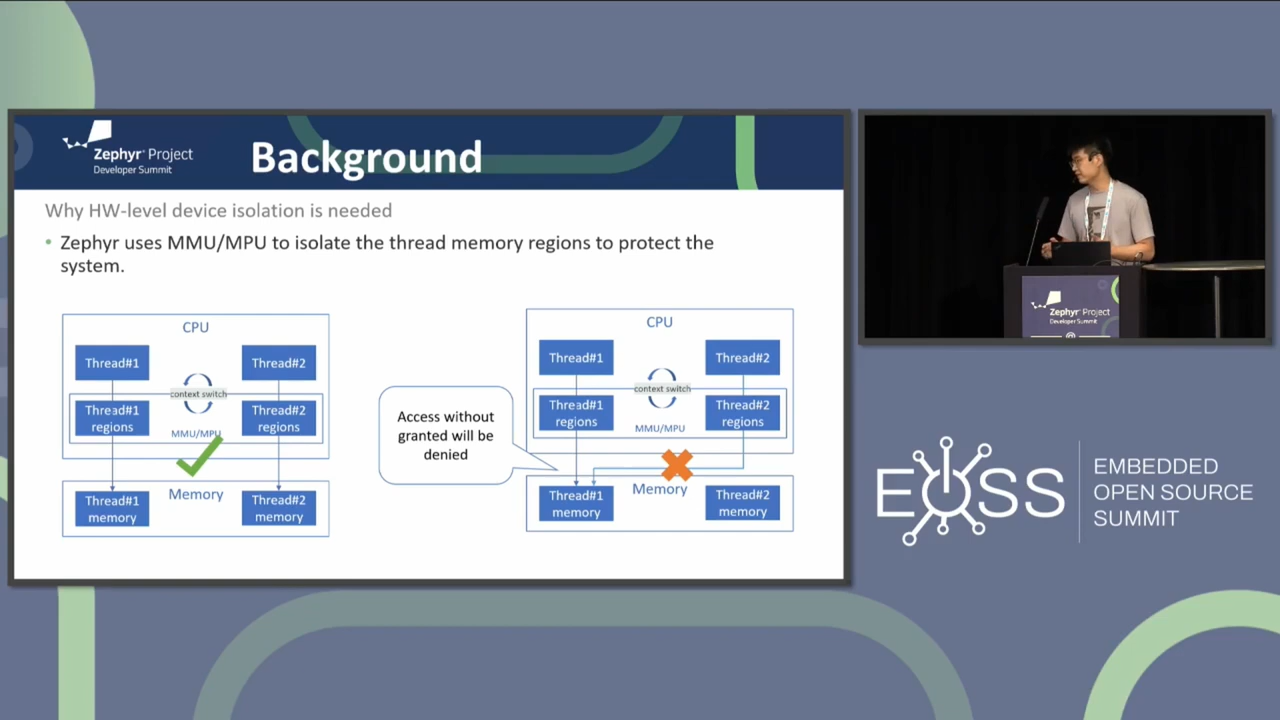 Zephyr® Project
Developer Summit
Background
Why HW-level device isolation is needed
• Zephyr uses MMU/MPU to isolate the thread memory regions to protect the
system.
CPU
Thread#1
Thread#2
context switch
Thread#1
regions
Thread#2
regions
MMU/MPU
Memory
Thread#1
memory
Thread#2
memory
Access without
granted will be
denied
CPU
Thread#1
Thread#2
context switch
Thread#1
regions
Thread#2
regions
MMU/MPU
Memory
Thread#1
memory
Thread#2
memory
Zephyr® Project
Developer Summit
EOSS
EMBEDDED
OPEN SOURCE
SUMMIT